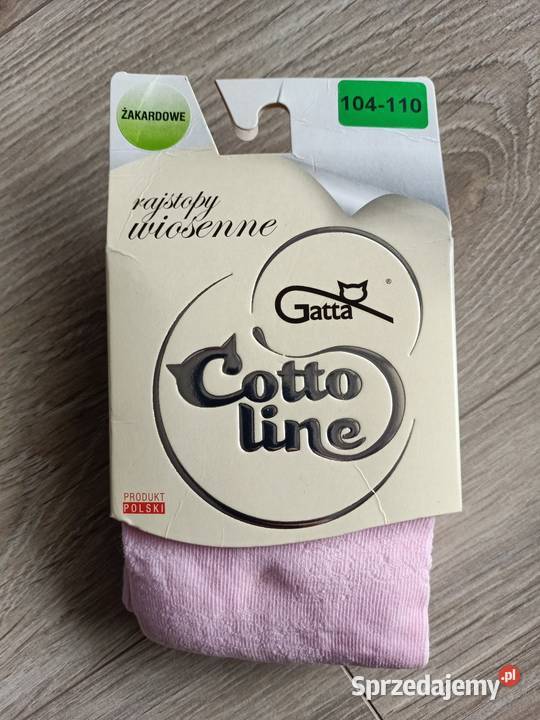 ŻAKARDOWE
104-110
rajstopy
wiosenne
Gatta®
Cotto
line
PRODUKT
POLSKI
Sprzedajemy.pl